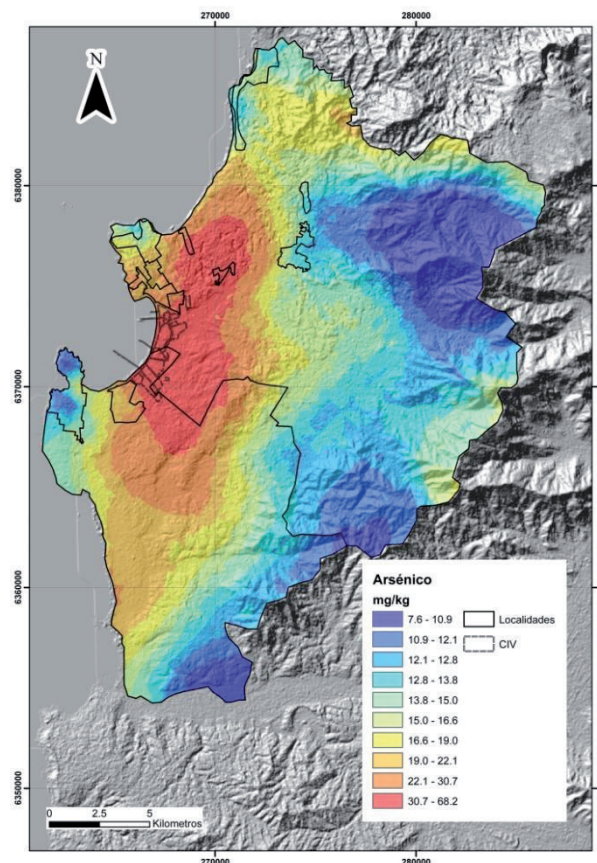 270000
280000
N
6380000
6370000
6360000
6350000
Arsénico
mg/kg
7.6 - 10.9
10.9 - 12.1
12.1 - 12.8
12.8 - 13.8
13.8 - 15.0
15.0 - 16.6
16.6 - 19.0
19.0 - 22.1
22.1 - 30.7
30.7 - 68.2
Localidades
CIV
0 2.5 5
Kilometros
270000
280000